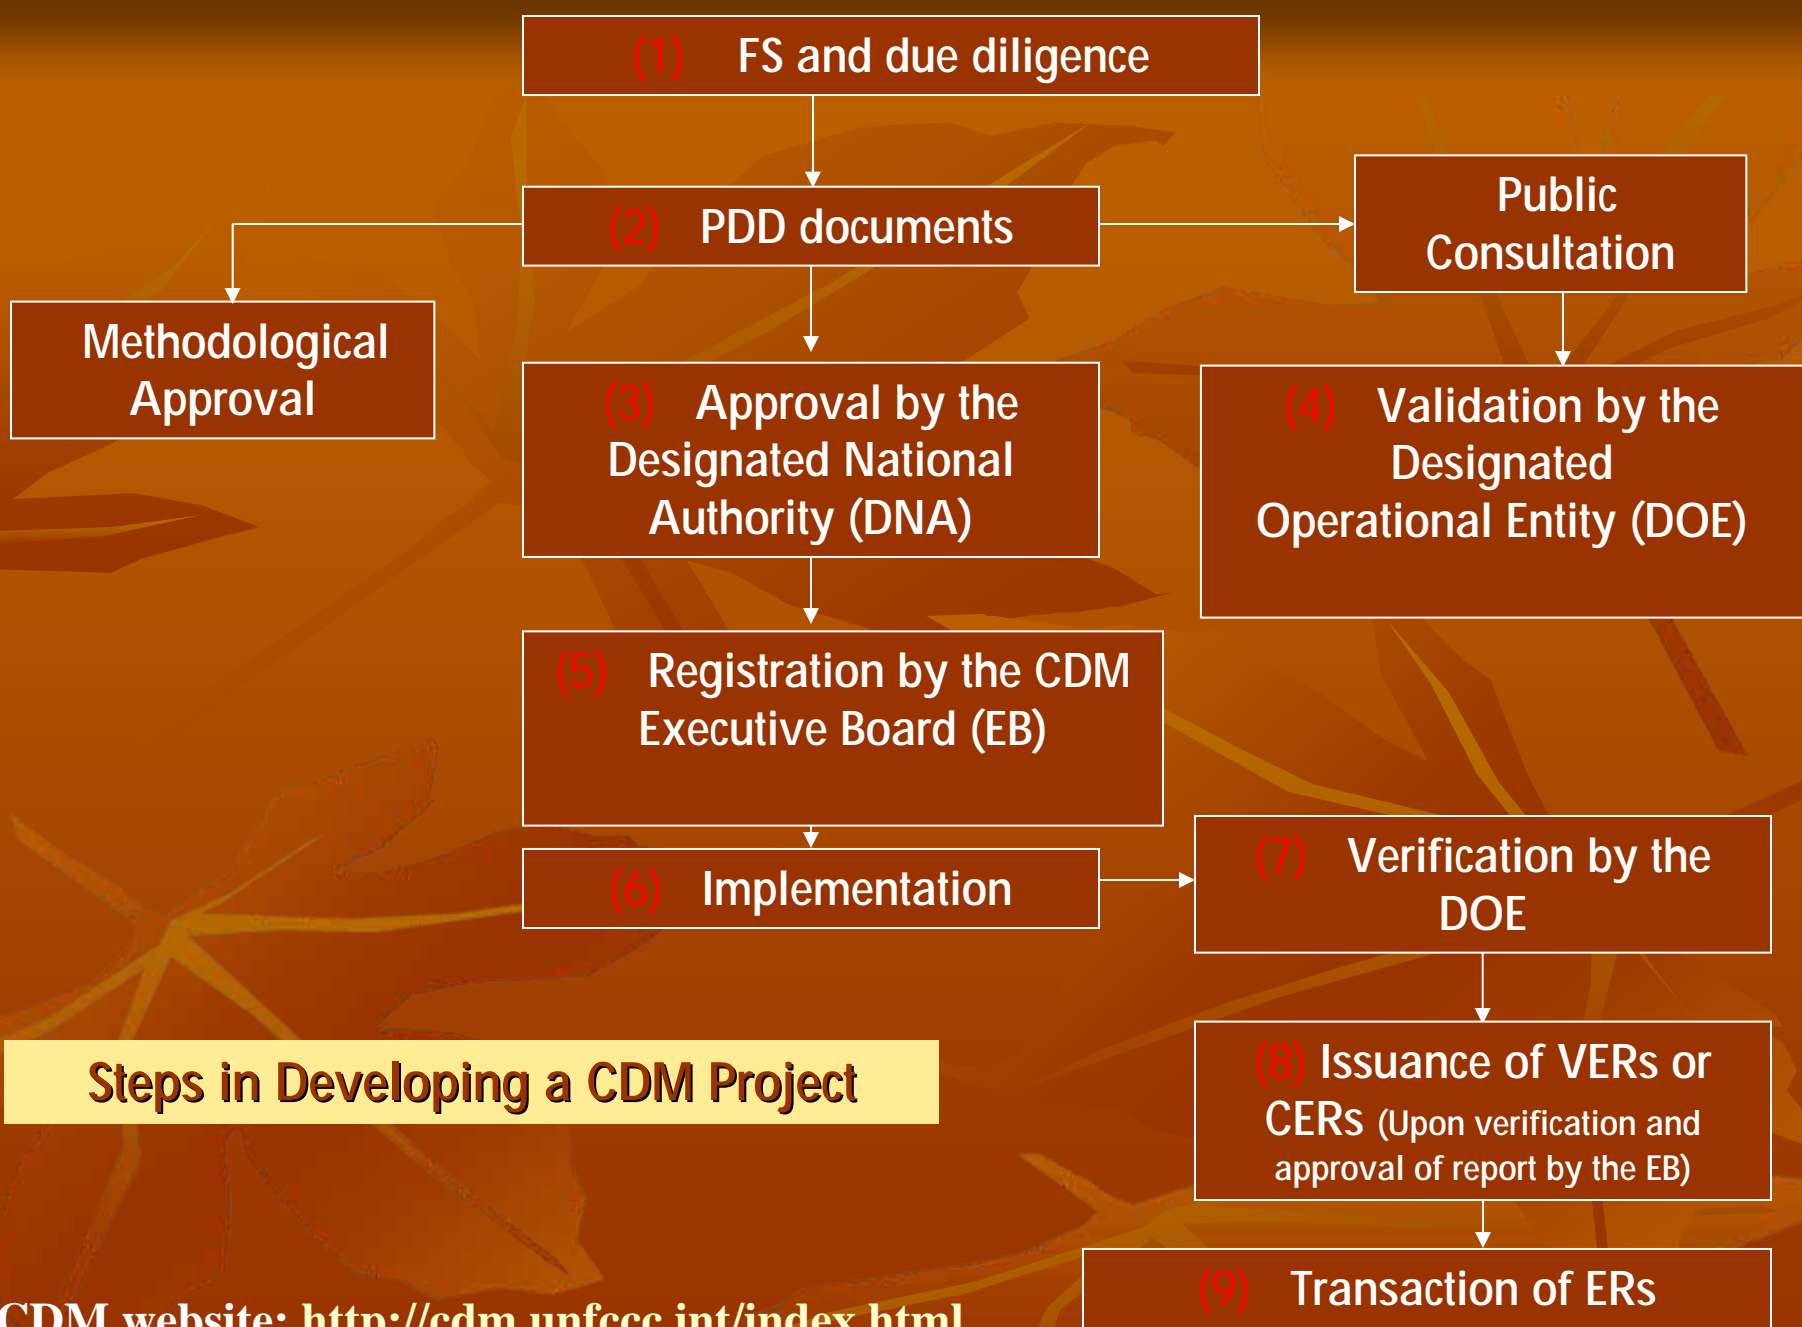 (1) FS and due diligence
(2) PDD documents
Public
Consultation
Methodological
Approval
(3) Approval by the
Designated National
Authority (DNA)
(4) Validation by the
Designated
Operational Entity (DOE)
(5) Registration by the CDM
Executive Board (EB)
(6) Implementation
(7) Verification by the
DOE
Steps in Developing a CDM Project
(8) Issuance of VERs or
CERs (Upon verification and
approval of report by the EB)
(9) Transaction of ERs
CDM website: http://cdm.unfccc.int/index.html